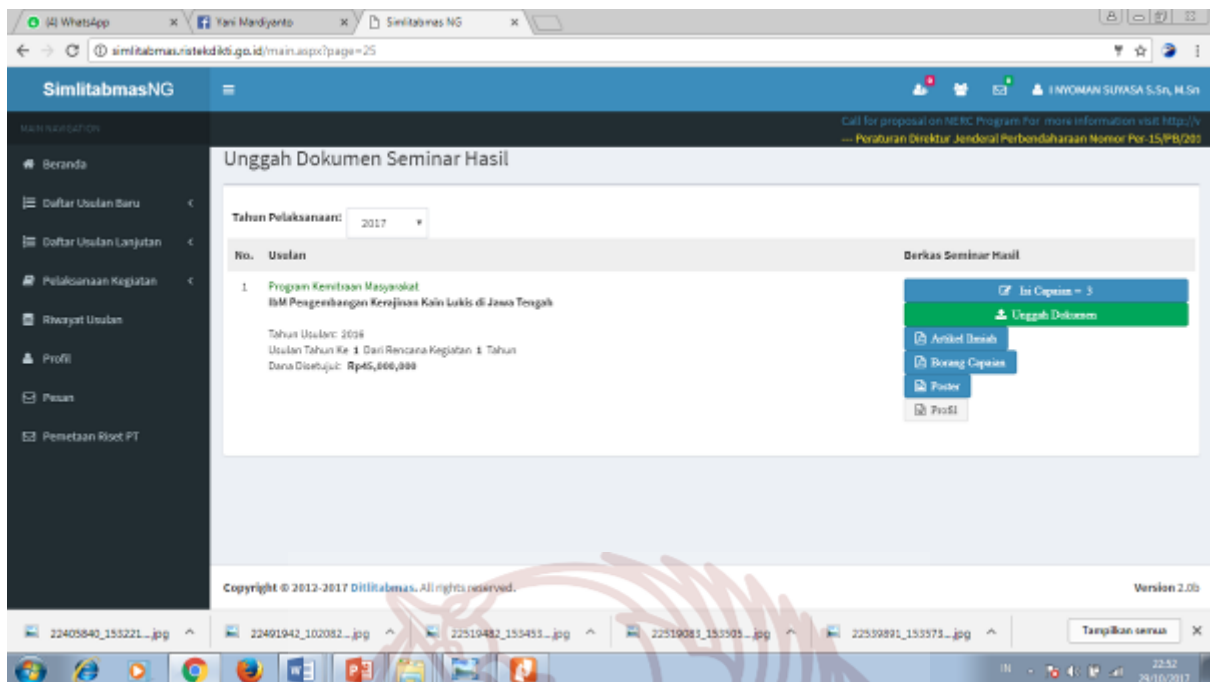 (4) WhatsApp
Yani Mardiyanto
Simlitabmas NG
simlitabmas.ristekdikti.go.id/main.aspx?page=25
SimlitabmasNG
I NYOMAN SUYASA S.Sn, M.Sn
MAIN NAVIGATION
Call for proposal on NERC Program For more information visit http://v
--- Peraturan Direktur Jenderal Perbendaharaan Nomor Per-15/PB/201
Beranda
Daftar Usulan Baru
Daftar Usulan Lanjutan
Pelaksanaan Kegiatan
Riwayat Usulan
Profil
Pesan
Pemetaan Riset PT
Unggah Dokumen Seminar Hasil
Tahun Pelaksanaan: 2017
No. Usulan Berkas Seminar Hasil
1 Program Kemitraan Masyarakat
IbM Pengembangan Kerajinan Kain Lukis di Jawa Tengah
Tahun Usulan: 2016
Usulan Tahun Ke 1 Dari Rencana Kegiatan 1 Tahun
Dana Disetujui: Rp45,000,000
Isi Capaian = 3
Unggah Dokumen
Artikel Ilmiah
Borang Capaian
Poster
Profil
Copyright © 2012-2017 Ditlitabmas. All rights reserved. Version 2.0b
22405840_153221....jpg 22491942_102082....jpg 22519482_153453....jpg 22519083_153505....jpg 22539891_153573....jpg Tampilkan semua
IN 22:52
29/10/2017